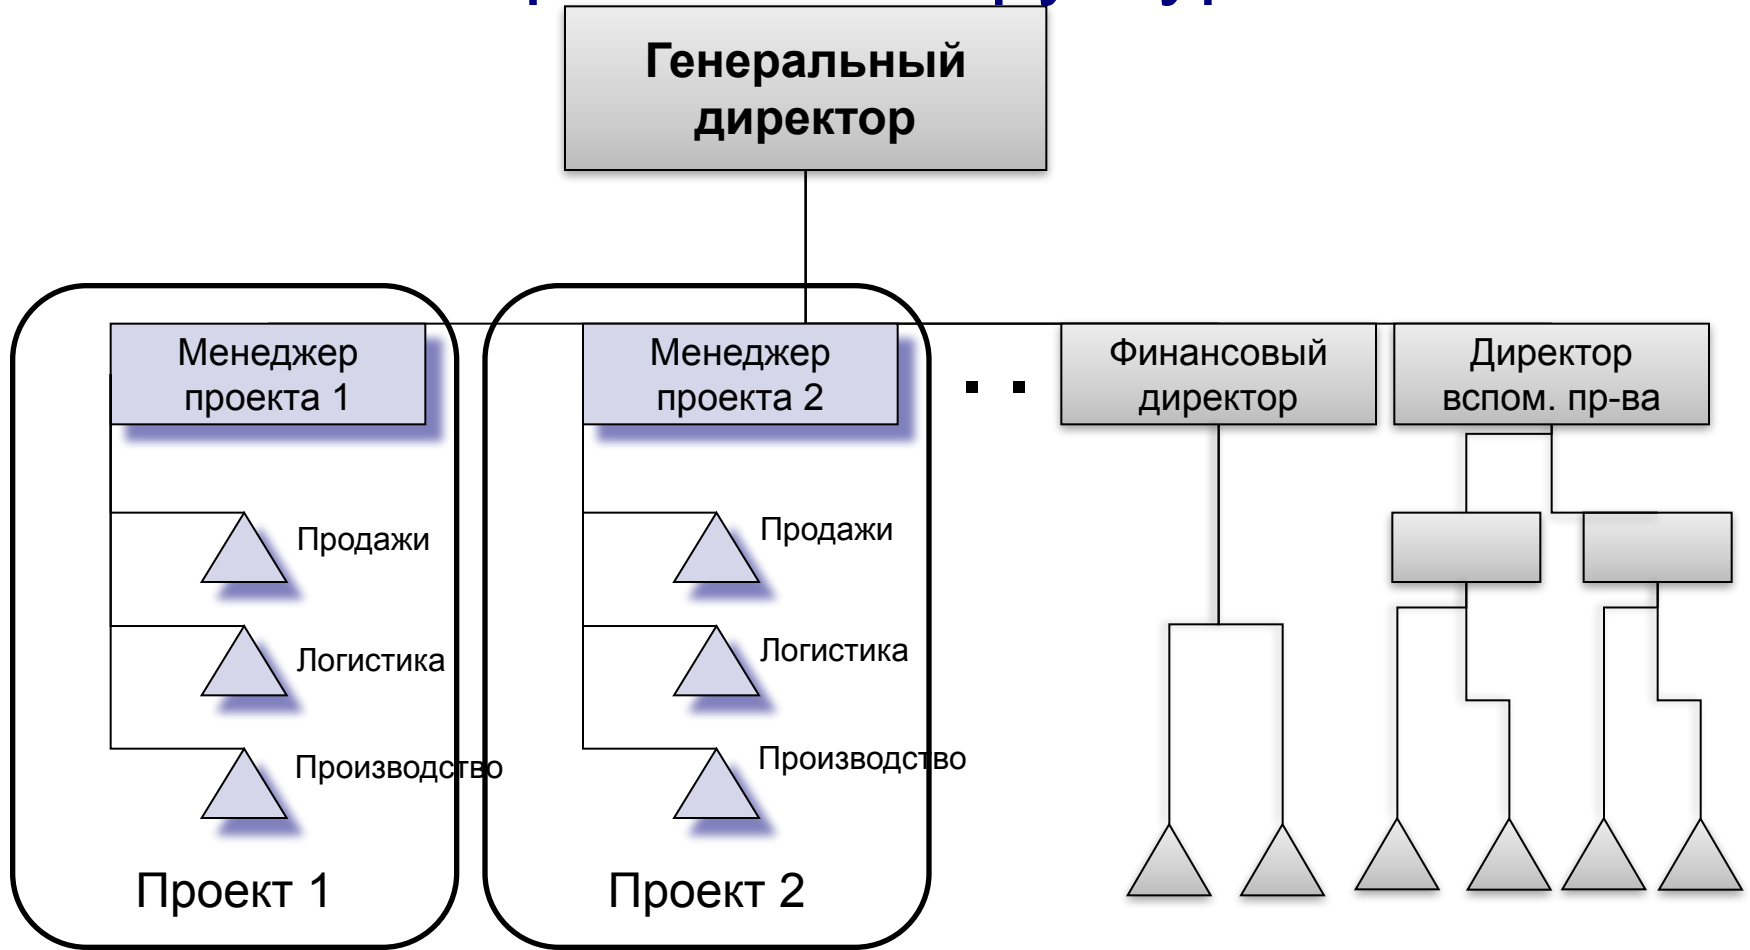 Генеральный
директор
Менеджер
проекта 1
Менеджер
проекта 2
. .
Финансовый
директор
Директор
вспом. пр-ва
Продажи
Логистика
Производство
Проект 1
Продажи
Логистика
Производство
Проект 2